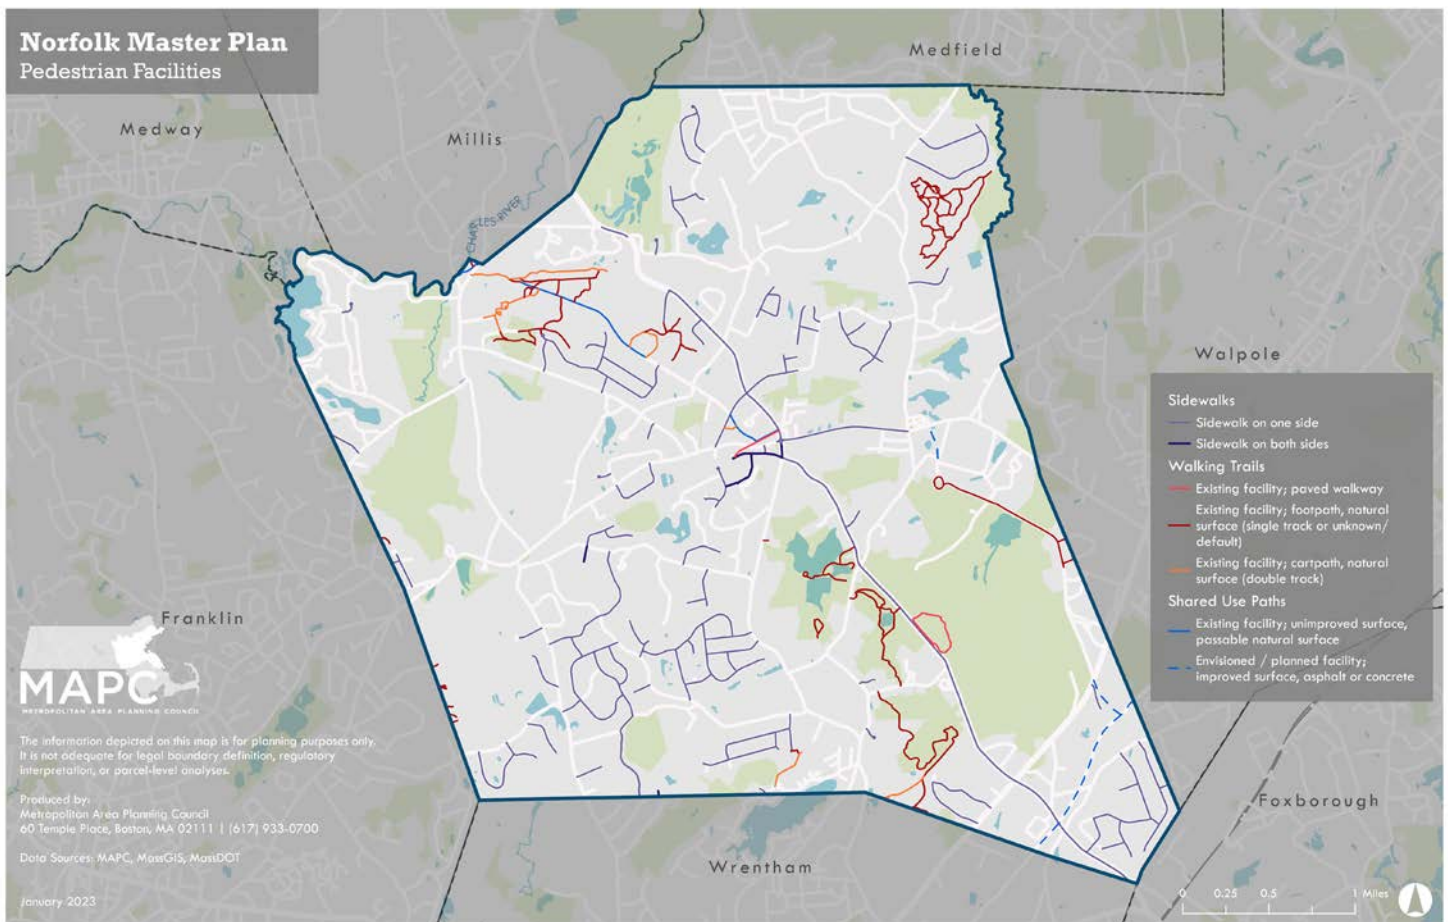 Norfolk Master Plan
Pedestrian Facilities
Medfield
Medway
Millis
CHARLES RIVER
Walpole
Sidewalks
Sidewalk on one side
Sidewalk on both sides
Walking Trails
Existing facility; paved walkway
Existing facility; footpath, natural
surface (single track or unknown/
default)
Existing facility; cartpath, natural
surface (double track)
Shared Use Paths
Existing facility; unimproved surface,
passable natural surface
Envisioned / planned facility;
improved surface, asphalt or concrete
Franklin
MAPC
METROPOLITAN AREA PLANNING COUNCIL
The information depicted on this map is for planning purposes only.
It is not adequate for legal boundary definition, regulatory
interpretation, or parcel-level analyses.
Produced by:
Metropolitan Area Planning Council
60 Temple Place, Boston, MA 02111 | (617) 933-0700
Data Sources: MAPC, MassGIS, MassDOT
January 2023
Foxborough
Wrentham
0 0.25 0.5 1 Miles